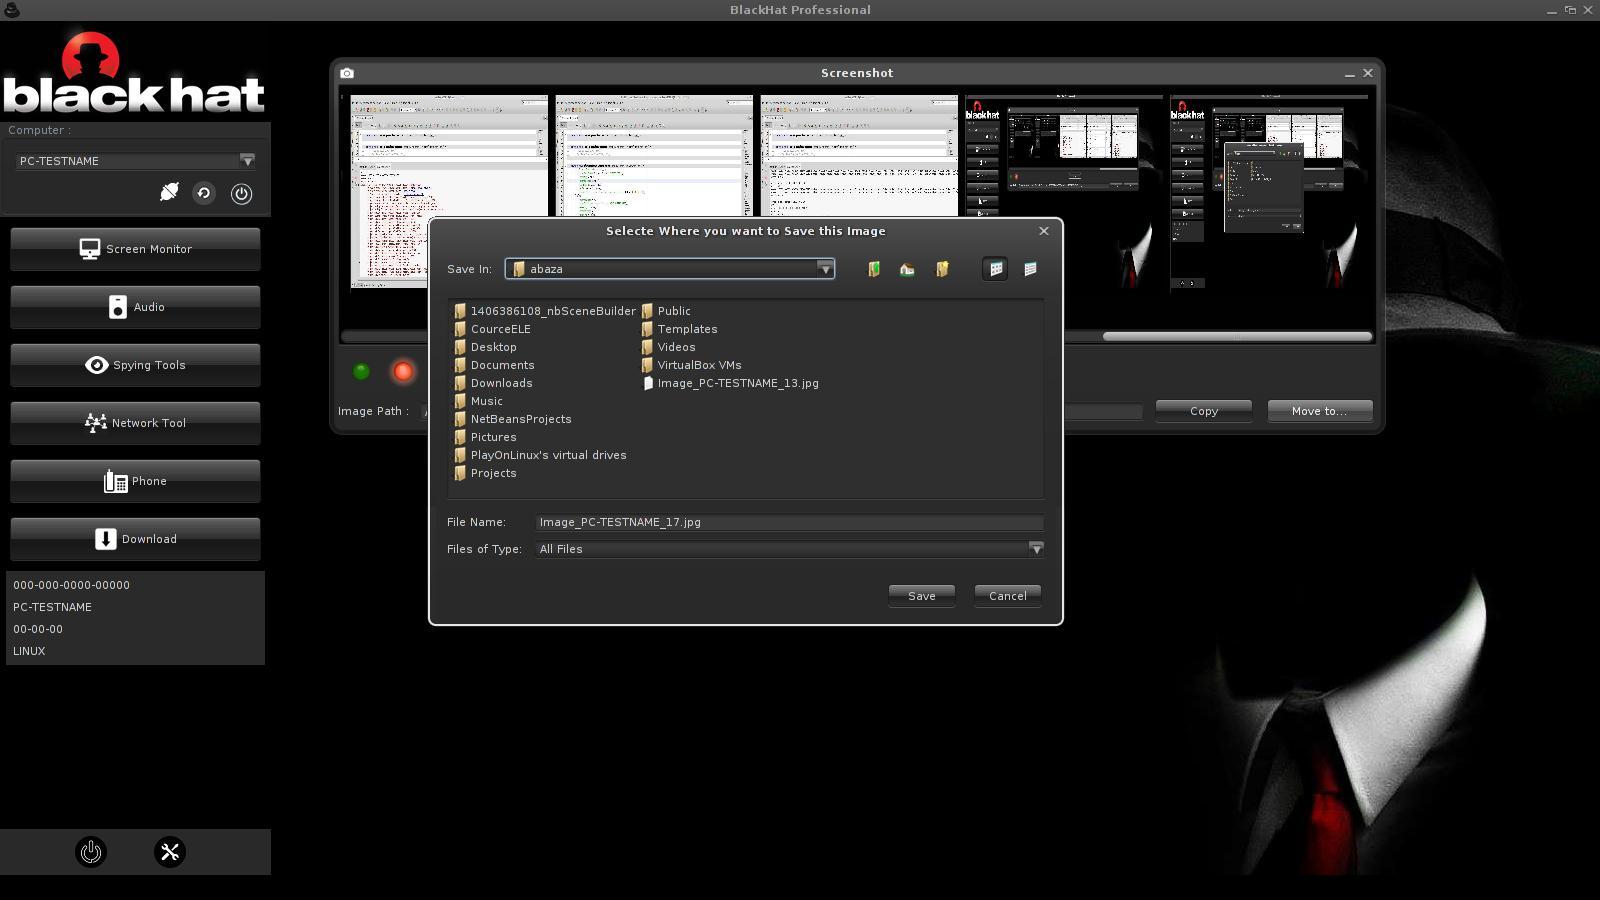 BlackHat Professional
black hat
Computer :
PC-TESTNAME
Screen Monitor
Audio
Spying Tools
Network Tool
Phone
Download
000-000-0000-00000
PC-TESTNAME
00-00-00
LINUX
Screenshot
Image Path :
Copy
Move to...
Selecte Where you want to Save this Image
Save In:
abaza
1406386108_nbSceneBuilder
CourceELE
Desktop
Documents
Downloads
Music
NetBeansProjects
Pictures
PlayOnLinux's virtual drives
Projects
Public
Templates
Videos
VirtualBox VMs
Image_PC-TESTNAME_13.jpg
File Name:
Image_PC-TESTNAME_17.jpg
Files of Type:
All Files
Save
Cancel